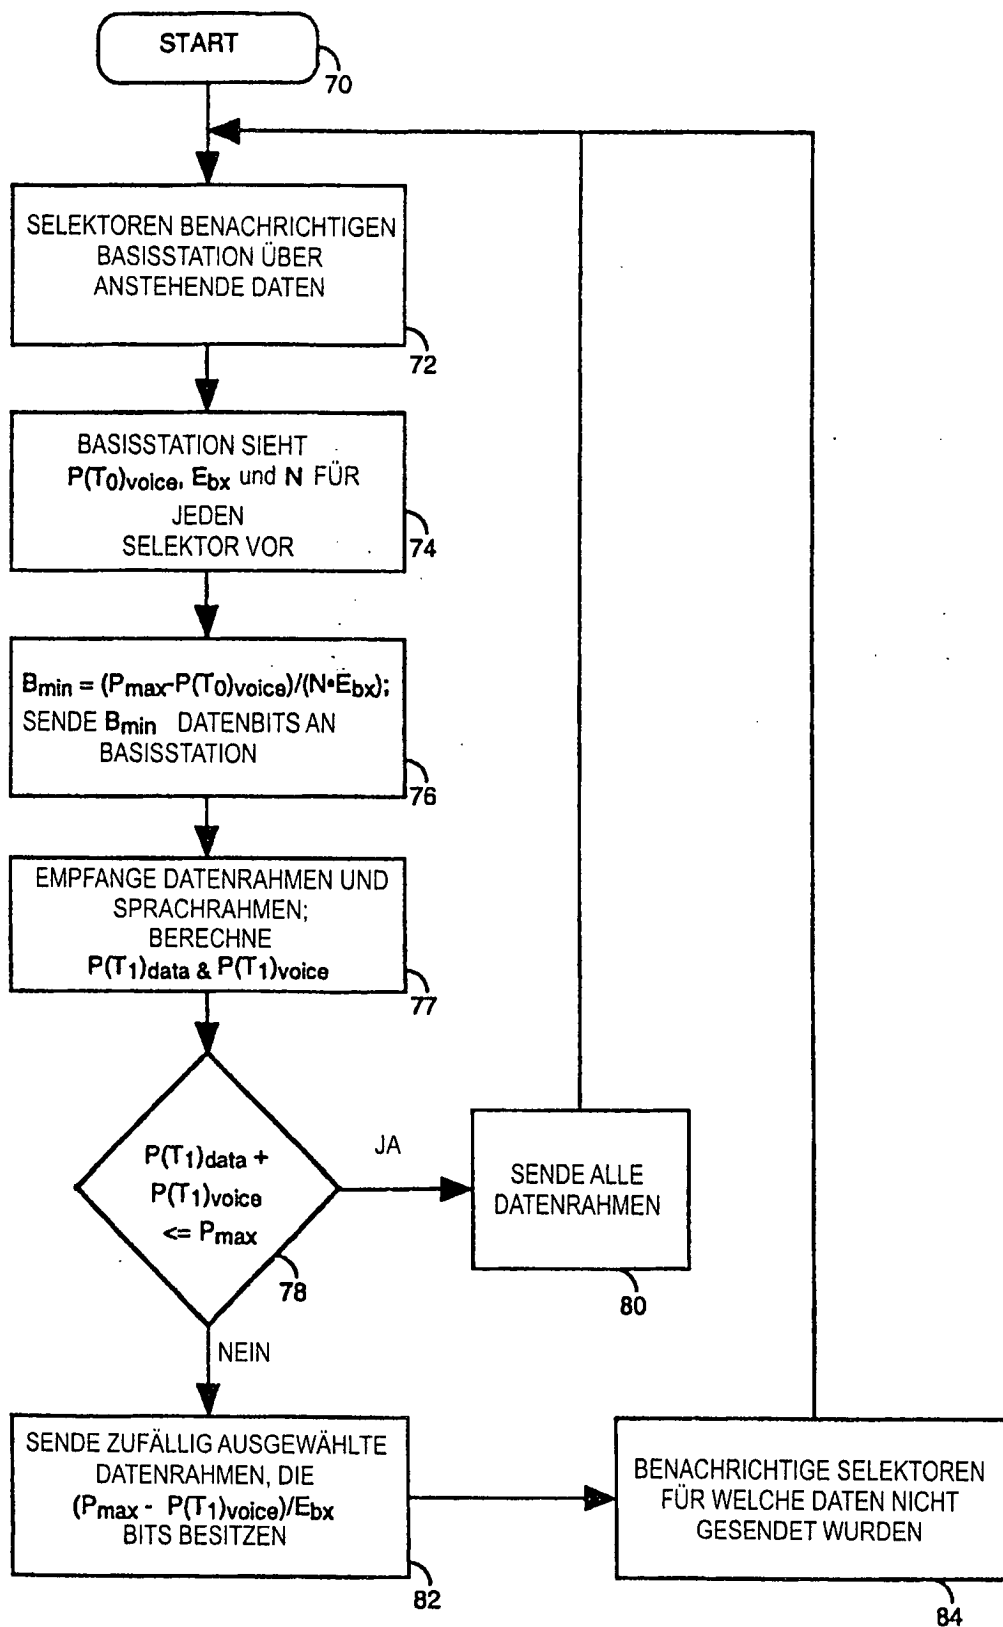 START
70
SELEKTOREN BENACHRICHTIGEN
BASISSTATION ÜBER
ANSTEHENDE DATEN
72
BASISSTATION SIEHT
P(T0)voice, Ebx und N FÜR
JEDEN
SELEKTOR VOR
74
Bmin = (Pmax-P(T0)voice)/(N•Ebx);
SENDE Bmin DATENBITS AN
BASISSTATION
76
EMPFANGE DATENRAHMEN UND
SPRACHRAHMEN;
BERECHNE
P(T1)data & P(T1)voice
77
P(T1)data +
P(T1)voice
<= Pmax
78
JA
SENDE ALLE
DATENRAHMEN
80
NEIN
SENDE ZUFÄLLIG AUSGEWÄHLTE
DATENRAHMEN, DIE
(Pmax - P(T1)voice)/Ebx
BITS BESITZEN
82
BENACHRICHTIGE SELEKTOREN
FÜR WELCHE DATEN NICHT
GESENDET WURDEN
84